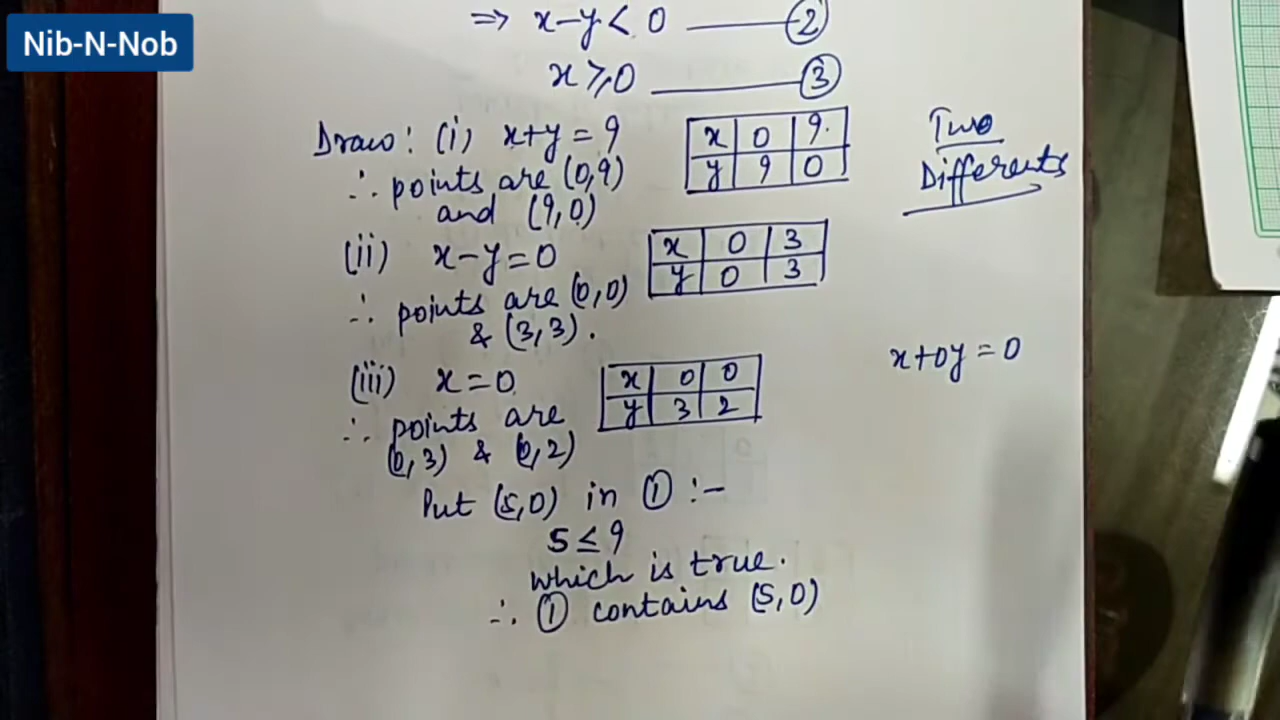 Nib-N-Nob
⇒ x-y < 0 ——— ②
x ≥ 0 ——— ③
Draw: (i) x+y = 9
x 0 9.
y 9 0
Two
Differents
∴ points are (0,9)
and (9,0)
(ii) x-y=0
x 0 3
y 0 3
∴ points are (0,0)
& (3,3).
x+0y = 0
(iii) x=0
x 0 0
y 3 2
∴ points are
(0,3) & (0,2)
Put (5,0) in ① :-
5 ≤ 9
which is true.
∴ ① contains (5,0)